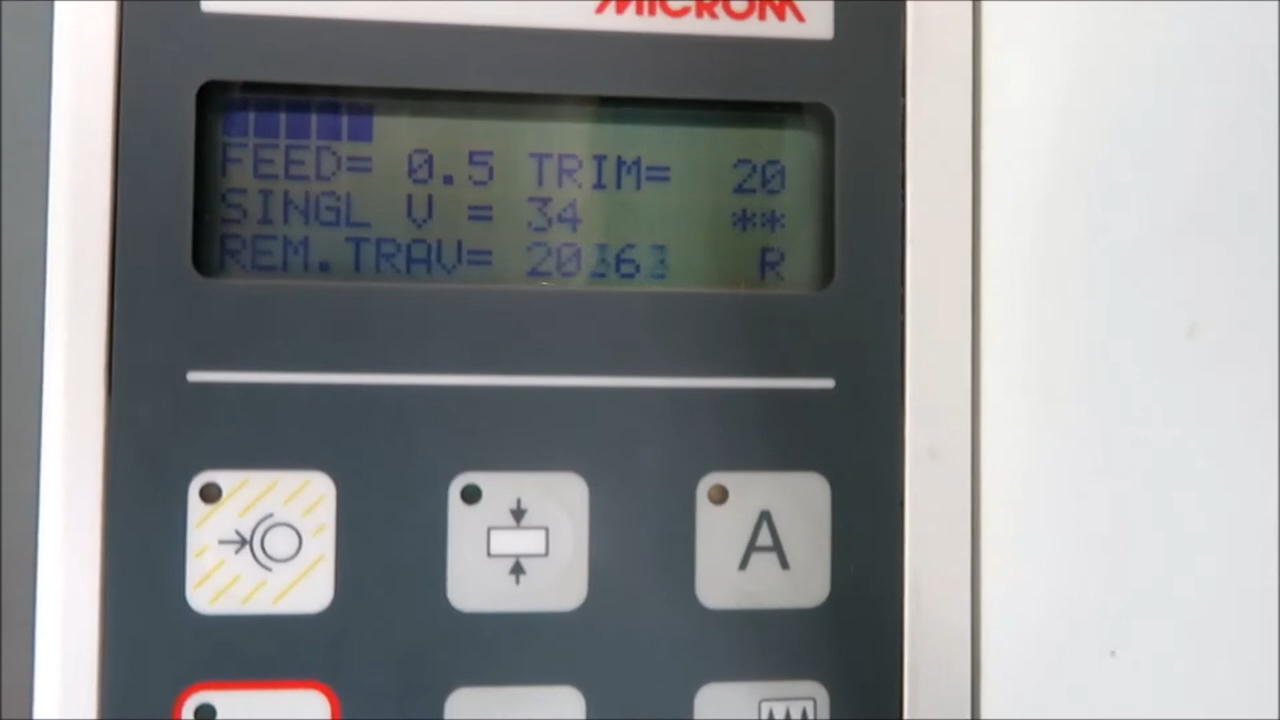 MICROM
FEED= 0.5 TRIM= 20
SINGL V = 34 **
REM.TRAV= R
A